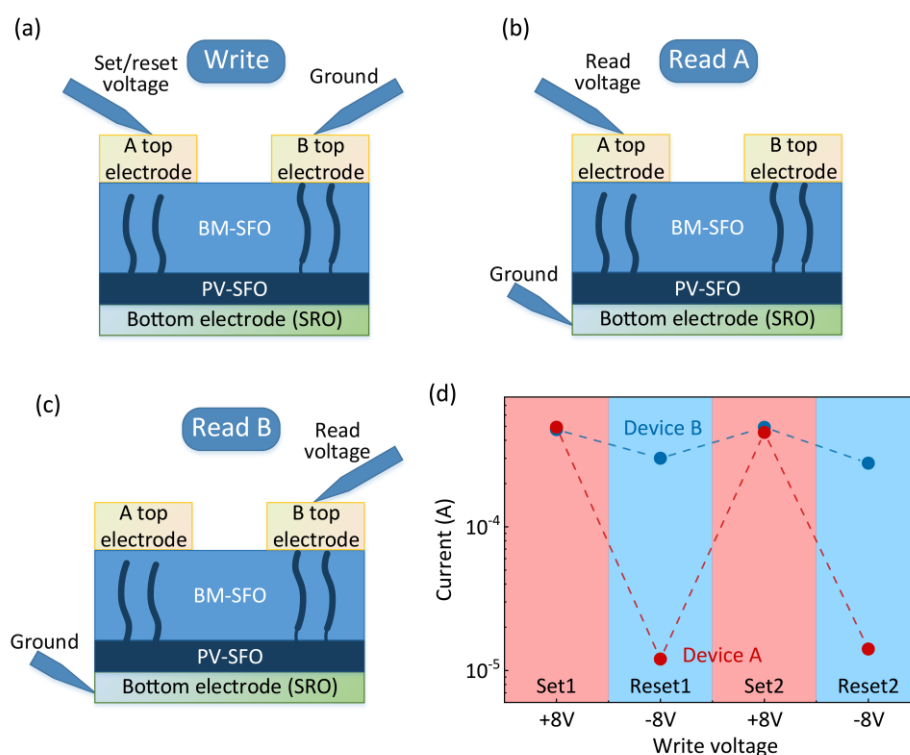 (a)
Write
Set/reset
voltage
Ground
A top
electrode
B top
electrode
BM-SFO
PV-SFO
Bottom electrode (SRO)
(b)
Read A
Read
voltage
A top
electrode
B top
electrode
BM-SFO
Ground
PV-SFO
Bottom electrode (SRO)
(c)
Read B
Read
voltage
A top
electrode
B top
electrode
BM-SFO
Ground
PV-SFO
Bottom electrode (SRO)
(d)
Device B
Current (A)
10⁻⁴
10⁻⁵
Device A
Set1
Reset1
Set2
Reset2
+8V
-8V
+8V
-8V
Write voltage